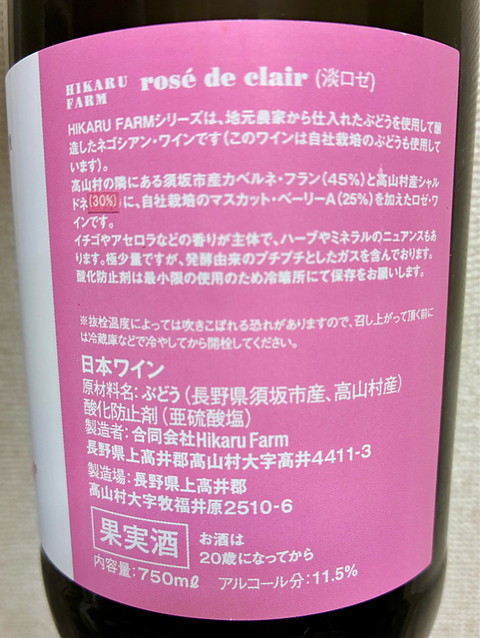 HIKARU FARM rosé de clair (淡ロゼ)
HIKARU FARMシリーズは、地元農家から仕入れたぶどうを使用して醸
造したネゴシアン・ワインです(このワインは自社栽培のぶどうも使用して
います)。
高山村の隣にある須坂市産カベルネ・フラン(45%)と高山村産シャル
ドネ(30%)に、自社栽培のマスカット・ベーリーA(25%)を加えたロゼ・ワ
インです。
イチゴやアセロラなどの香りが主体で、ハーブやミネラルのニュアンスもあ
ります。極少量ですが、発酵由来のプチプチとしたガスを含んでおります。
酸化防止剤は最小限の使用のため冷暗所にて保存をお願いします。
※抜栓温度によっては吹きこぼれる恐れがありますので、召し上がって頂く前に
は冷蔵庫などで冷やしてから開栓してください。
日本ワイン
原材料名:ぶどう(長野県須坂市産、高山村産)
酸化防止剤(亜硫酸塩)
製造者:合同会社Hikaru Farm
長野県上高井郡高山村大字高井4411-3
製造場:長野県上高井郡
高山村大字牧福井原2510-6
果実酒 お酒は
20歳になってから
内容量:750mℓ アルコール分:11.5%